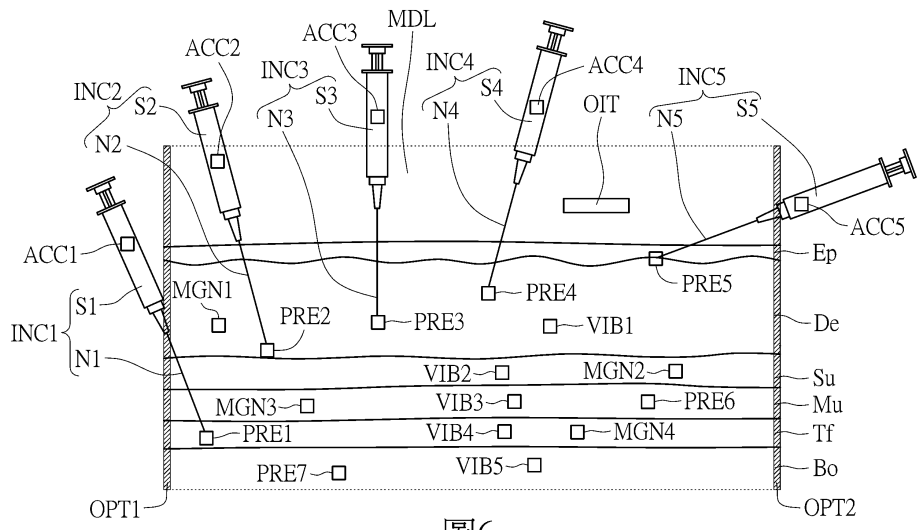 MDL
ACC3
ACC2
INC3
S3
INC4
S4
ACC4
INC5
INC2
S2
N3
N4
OIT
N5
S5
N2
ACC5
ACC1
Ep
MGN1
PRE5
S1
PRE2
PRE3
PRE4
VIB1
De
INC1
N1
VIB2
MGN2
Su
MGN3
VIB3
PRE6
Mu
PRE1
VIB4
MGN4
Tf
PRE7
VIB5
Bo
OPT1
OPT2
圖6